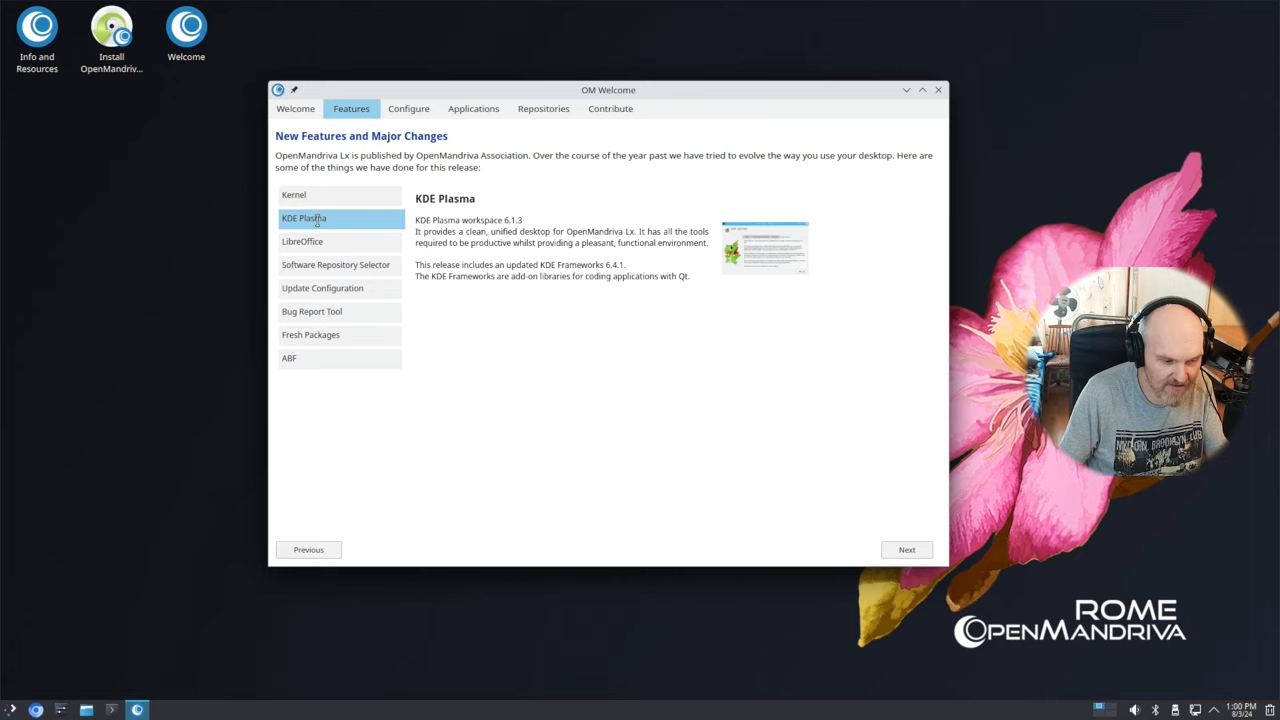 Info and
Resources
Install
OpenMandriv...
Welcome
OM Welcome
Welcome
Features
Configure
Applications
Repositories
Contribute
New Features and Major Changes
OpenMandriva Lx is published by OpenMandriva Association. Over the course of the year past we have tried to evolve the way you use your desktop. Here are
some of the things we have done for this release:
Kernel
KDE Plasma
LibreOffice
Software Repository Selector
Update Configuration
Bug Report Tool
Fresh Packages
ABF
KDE Plasma
KDE Plasma workspace 6.1.3
It provides a clean, unified desktop for OpenMandriva Lx. It has all the tools
required to be productive whilst providing a pleasant, functional environment.
This release includes an updated KDE Frameworks 6.4.1.
The KDE Frameworks are add-on libraries for coding applications with Qt.
Previous
Next
BROOKLYN
ROME
OPENMANDRIVA
1:00 PM
8/3/24